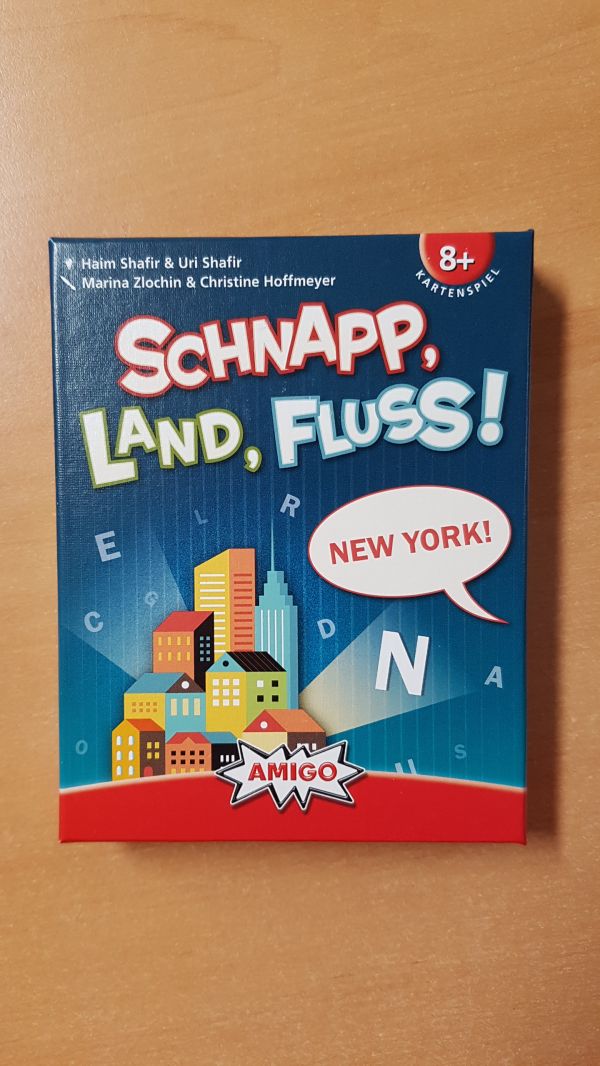 Haim Shafir & Uri Shafir
Marina Zlochin & Christine Hoffmeyer
8+
KARTENSPIEL
SCHNAPP,
LAND, FLUSS!
NEW YORK!
R
L
E
G
C
D
N
A
O
U
S
AMIGO